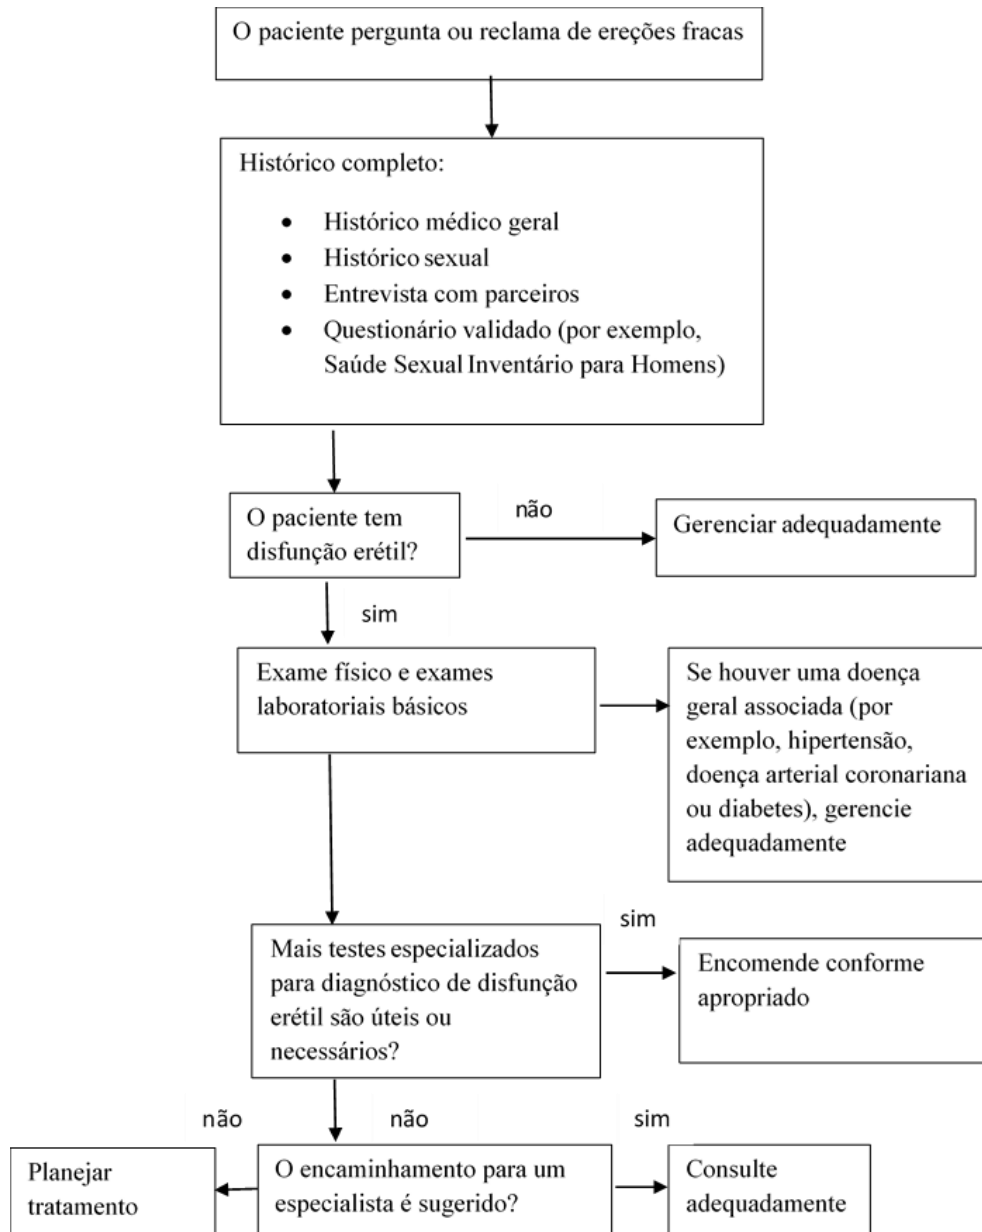 O paciente pergunta ou reclama de ereções fracas
Histórico completo:
• Histórico médico geral
• Histórico sexual
• Entrevista com parceiros
• Questionário validado (por exemplo,
Saúde Sexual Inventário para Homens)
O paciente tem
disfunção erétil?
não
Gerenciar adequadamente
sim
Exame físico e exames
laboratoriais básicos
Se houver uma doença
geral associada (por
exemplo, hipertensão,
doença arterial coronariana
ou diabetes), gerencie
adequadamente
Mais testes especializados
para diagnóstico de disfunção
erétil são úteis ou
necessários?
sim
Encomende conforme
apropriado
não
não
sim
Planejar
tratamento
O encaminhamento para um
especialista é sugerido?
Consulte
adequadamente